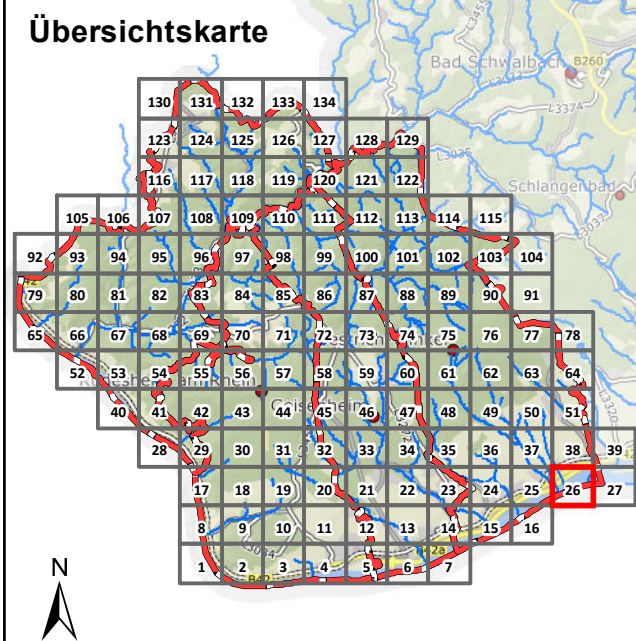 Übersichtskarte
L3455
Bad Schwalbach
B260
L3374
130 131 132 133 134
123 124 125 126 127 128 129
L3035
116 117 118 119 120 121 122
Schlangenbad
105 106 107 108 109 110 111 112 113 114 115
L3037
92 93 94 95 96 97 98 99 100 101 102 103 104
79 80 81 82 83 84 85 86 87 88 89 90 91
65 66 67 68 69 70 71 72 73 74 75 76 77 78
52 53 54 55 56 57 58 59 60 61 62 63 64
L3320
40 41 42 43 44 45 46 47 48 49 50 51
Geisenheim
28 29 30 31 32 33 34 35 36 37 38 39
17 18 19 20 21 22 23 24 25 26 27
8 9 10 11 12 13 14 15 16
L3034
B42a
1 2 3 4 5 6 7
B42
N